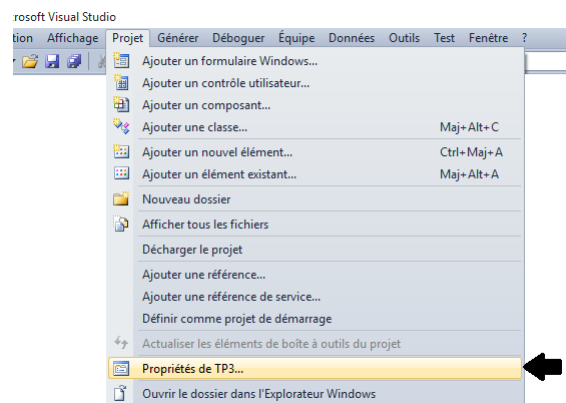 crosoft Visual Studio
tion Affichage Projet Générer Déboguer Équipe Données Outils Test Fenêtre ?
Ajouter un formulaire Windows...
Ajouter un contrôle utilisateur...
Ajouter un composant...
Ajouter une classe... Maj+Alt+C
Ajouter un nouvel élément... Ctrl+Maj+A
Ajouter un élément existant... Maj+Alt+A
Nouveau dossier
Afficher tous les fichiers
Décharger le projet
Ajouter une référence...
Ajouter une référence de service...
Définir comme projet de démarrage
Actualiser les éléments de boîte à outils du projet
Propriétés de TP3...
Ouvrir le dossier dans l'Explorateur Windows